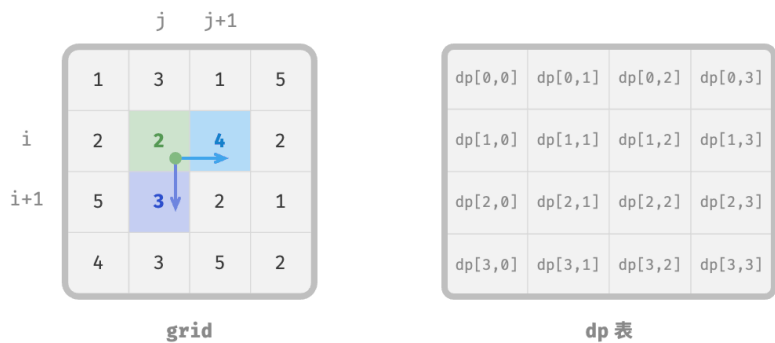 j j+1
1 3 1 5
i 2 2 4 2
i+1 5 3 2 1
4 3 5 2
grid
dp[0,0] dp[0,1] dp[0,2] dp[0,3]
dp[1,0] dp[1,1] dp[1,2] dp[1,3]
dp[2,0] dp[2,1] dp[2,2] dp[2,3]
dp[3,0] dp[3,1] dp[3,2] dp[3,3]
dp 表